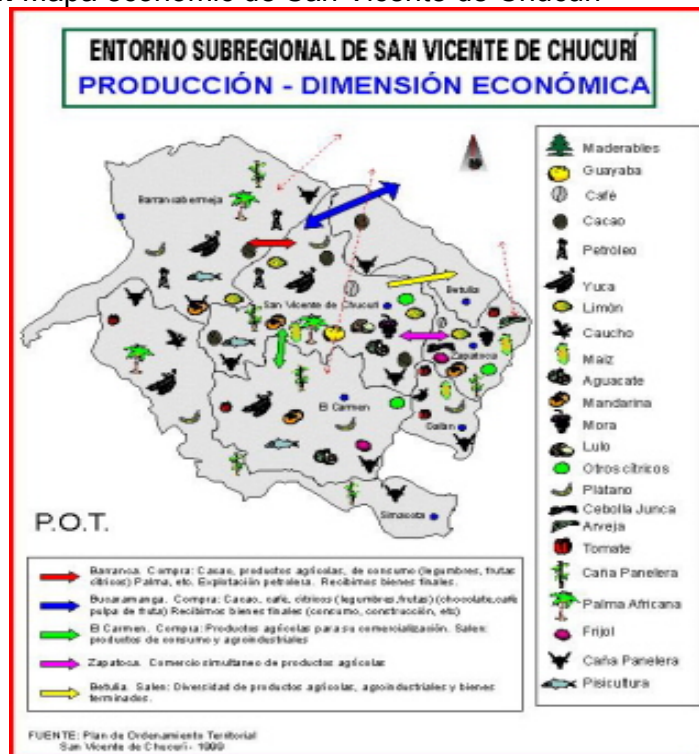 Mapa económic de San Vicente de Chucurí
ENTORNO SUBREGIONAL DE SAN VICENTE DE CHUCURÍ
PRODUCCIÓN - DIMENSIÓN ECONÓMICA
Barrancabermeja
San Vicente de Chucurí
Betulia
Zapatoca
El Carmen
Galán
Simacota
P.O.T.
Maderables
Guayaba
Café
Cacao
Petróleo
Yuca
Limón
Caucho
Maíz
Aguacate
Mandarina
Mora
Lulo
Otros cítricos
Plátano
Cebolla Junca
Arveja
Tomate
Caña Panelera
Palma Africana
Frijol
Caña Panelera
Pisicultura
Barranca. Compra: Cacao, productos agrícolas, de consumo (legumbres, frutas
cítricos) Palma, etc. Explotación petrolera. Recibimos bienes finales.
Bucaramanga. Compra: Cacao, café, cítricos (legumbres,frutas) (chocolate,café
pulpa de fruta) Recibimos bienes finales (consumo, construcción, etc)
El Carmen. Compra: Productos agrícolas para su comercialización. Salen:
productos de consumo y agroindustriales
Zapatoca. Comercio simultaneo de productos agrícolas
Betulia. Salen: Diversidad de productos agrícolas, agroindustriales y bienes
terminados.
FUENTE: Plan de Ordenamiento Territorial
San Vicente de Chucurí - 1999